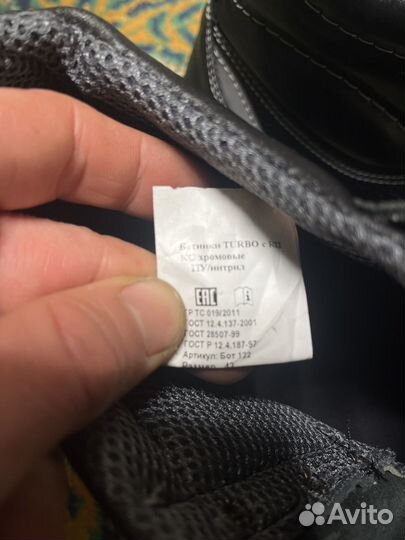 Ботинки TURBO с КП
КС хромовые
ПУ/нитрил
EAC
ТР ТС 019/2011
ГОСТ 12.4.137-2001
ГОСТ 28507-99
ГОСТ Р 12.4.187-97
Артикул: Бот 122
Размер 42
Avito